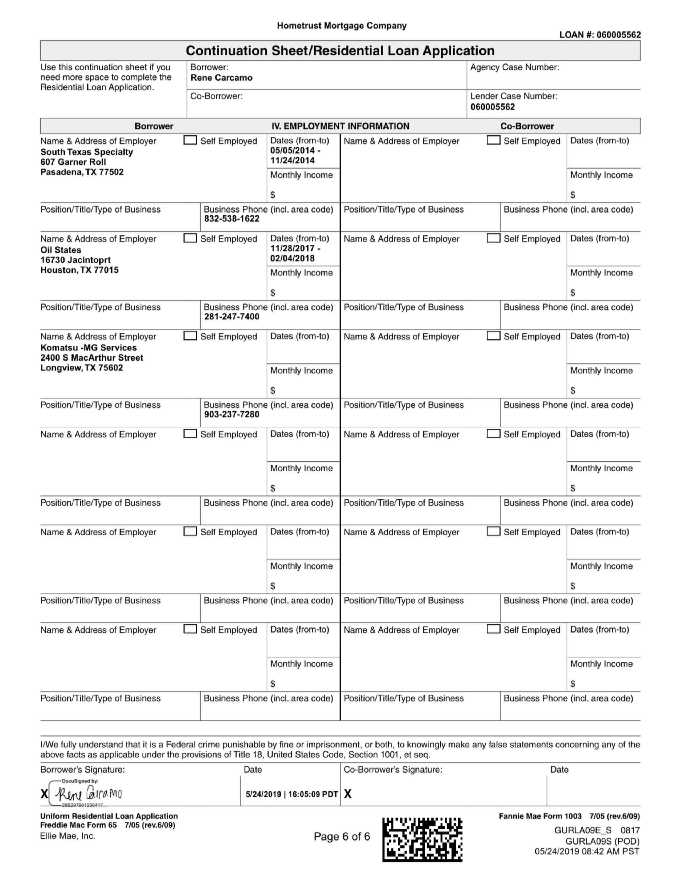 Hometrust Mortgage Company
LOAN #: 060005562
Continuation Sheet/Residential Loan Application
Use this continuation sheet if you
need more space to complete the
Residential Loan Application.
Borrower:
Rene Carcamo
Agency Case Number:
Co-Borrower:
Lender Case Number:
060005562
Borrower IV. EMPLOYMENT INFORMATION Co-Borrower
Name & Address of Employer
South Texas Specialty
607 Garner Roll
Pasadena, TX 77502
Self Employed
Dates (from-to)
05/05/2014 -
11/24/2014
Monthly Income
$
Name & Address of Employer
Self Employed
Dates (from-to)
Monthly Income
$
Position/Title/Type of Business
Business Phone (incl. area code)
832-538-1622
Position/Title/Type of Business
Business Phone (incl. area code)
Name & Address of Employer
Oil States
16730 Jacintoprt
Houston, TX 77015
Self Employed
Dates (from-to)
11/28/2017 -
02/04/2018
Monthly Income
$
Name & Address of Employer
Self Employed
Dates (from-to)
Monthly Income
$
Position/Title/Type of Business
Business Phone (incl. area code)
281-247-7400
Position/Title/Type of Business
Business Phone (incl. area code)
Name & Address of Employer
Komatsu -MG Services
2400 S MacArthur Street
Longview, TX 75602
Self Employed
Dates (from-to)
Monthly Income
$
Name & Address of Employer
Self Employed
Dates (from-to)
Monthly Income
$
Position/Title/Type of Business
Business Phone (incl. area code)
903-237-7280
Position/Title/Type of Business
Business Phone (incl. area code)
Name & Address of Employer
Self Employed
Dates (from-to)
Monthly Income
$
Name & Address of Employer
Self Employed
Dates (from-to)
Monthly Income
$
Position/Title/Type of Business
Business Phone (incl. area code)
Position/Title/Type of Business
Business Phone (incl. area code)
Name & Address of Employer
Self Employed
Dates (from-to)
Monthly Income
$
Name & Address of Employer
Self Employed
Dates (from-to)
Monthly Income
$
Position/Title/Type of Business
Business Phone (incl. area code)
Position/Title/Type of Business
Business Phone (incl. area code)
Name & Address of Employer
Self Employed
Dates (from-to)
Monthly Income
$
Name & Address of Employer
Self Employed
Dates (from-to)
Monthly Income
$
Position/Title/Type of Business
Business Phone (incl. area code)
Position/Title/Type of Business
Business Phone (incl. area code)
I/We fully understand that it is a Federal crime punishable by fine or imprisonment, or both, to knowingly make any false statements concerning any of the
above facts as applicable under the provisions of Title 18, United States Code, Section 1001, et seq.
Borrower's Signature:
Date
Co-Borrower's Signature:
Date
DocuSigned by:
X Rene Carcamo
5/24/2019 | 16:05:09 PDT
X
Uniform Residential Loan Application
Freddie Mac Form 65 7/05 (rev.6/09)
Ellie Mae, Inc.
Page 6 of 6
Fannie Mae Form 1003 7/05 (rev.6/09)
GURLA09E_S 0817
GURLA09S (POD)
05/24/2019 08:42 AM PST